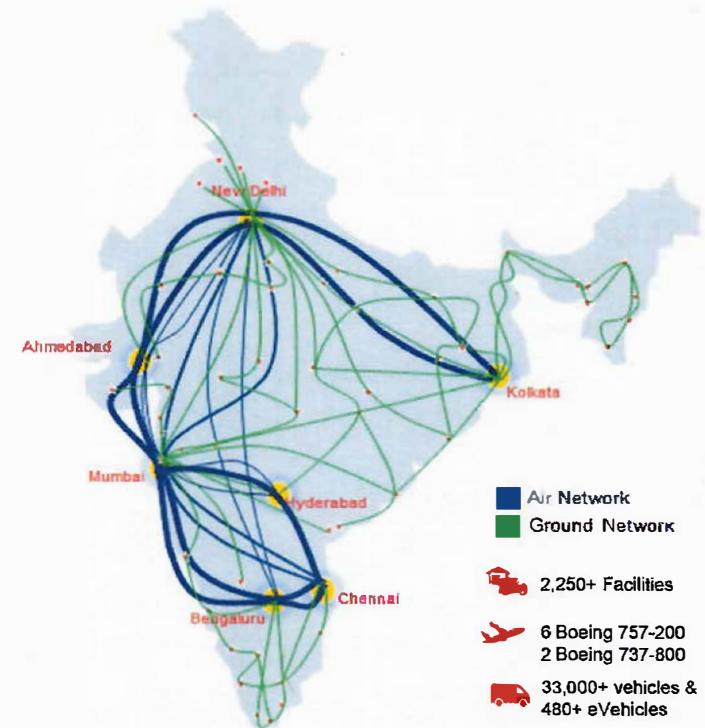 New Delhi
Ahmedabad
Kolkata
Mumbai
Hyderabad
Air Network
Ground Network
2,250+ Facilities
Chennai
Bengaluru
6 Boeing 757-200
2 Boeing 737-800
33,000+ vehicles &
480+ eVehicles